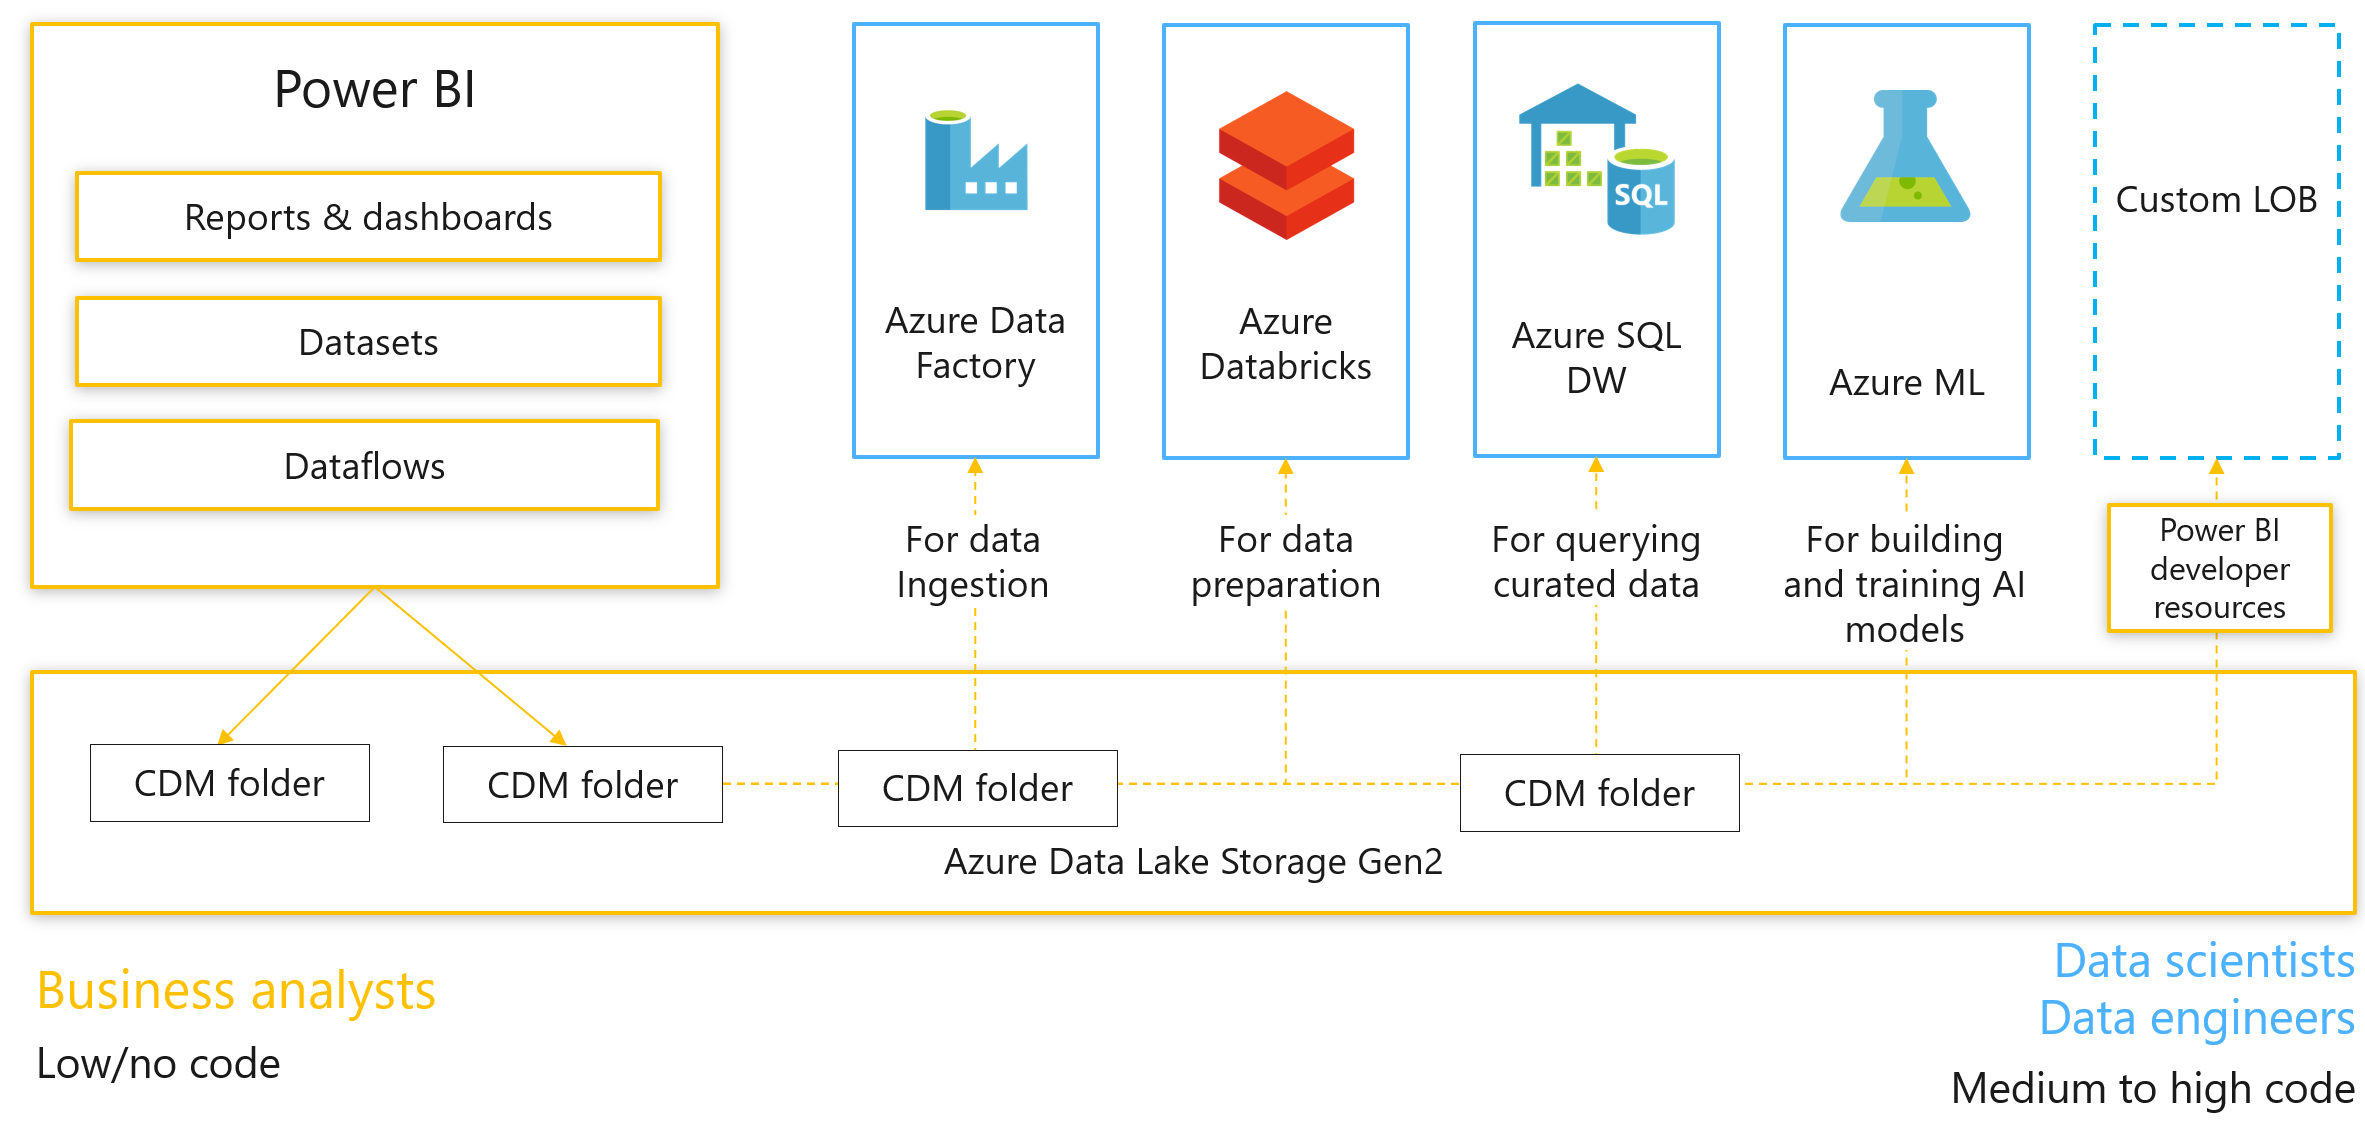 Power BI
Reports & dashboards
Datasets
Dataflows
Azure Data
Factory
Azure
Databricks
SQL
Azure SQL
DW
Azure ML
Custom LOB
For data
Ingestion
For data
preparation
For querying
curated data
For building
and training AI
models
Power BI
developer
resources
CDM folder
CDM folder
CDM folder
CDM folder
Azure Data Lake Storage Gen2
Business analysts
Low/no code
Data scientists
Data engineers
Medium to high code